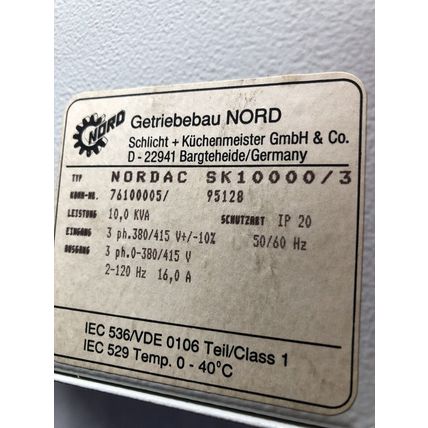 NORD
Getriebebau NORD
Schlicht + Küchenmeister GmbH & Co.
D - 22941 Bargteheide/Germany
TYP NORDAC SK10000/3
KOMM-NR. 76100005/ 95128
LEISTUNG 10,0 KVA SCHUTZART IP 20
EINGANG 3 ph.380/415 V+/-10% 50/60 Hz
AUSGANG 3 ph.0-380/415 V
2-120 Hz 16,0 A
IEC 536/VDE 0106 Teil/Class 1
IEC 529 Temp. 0 - 40°C